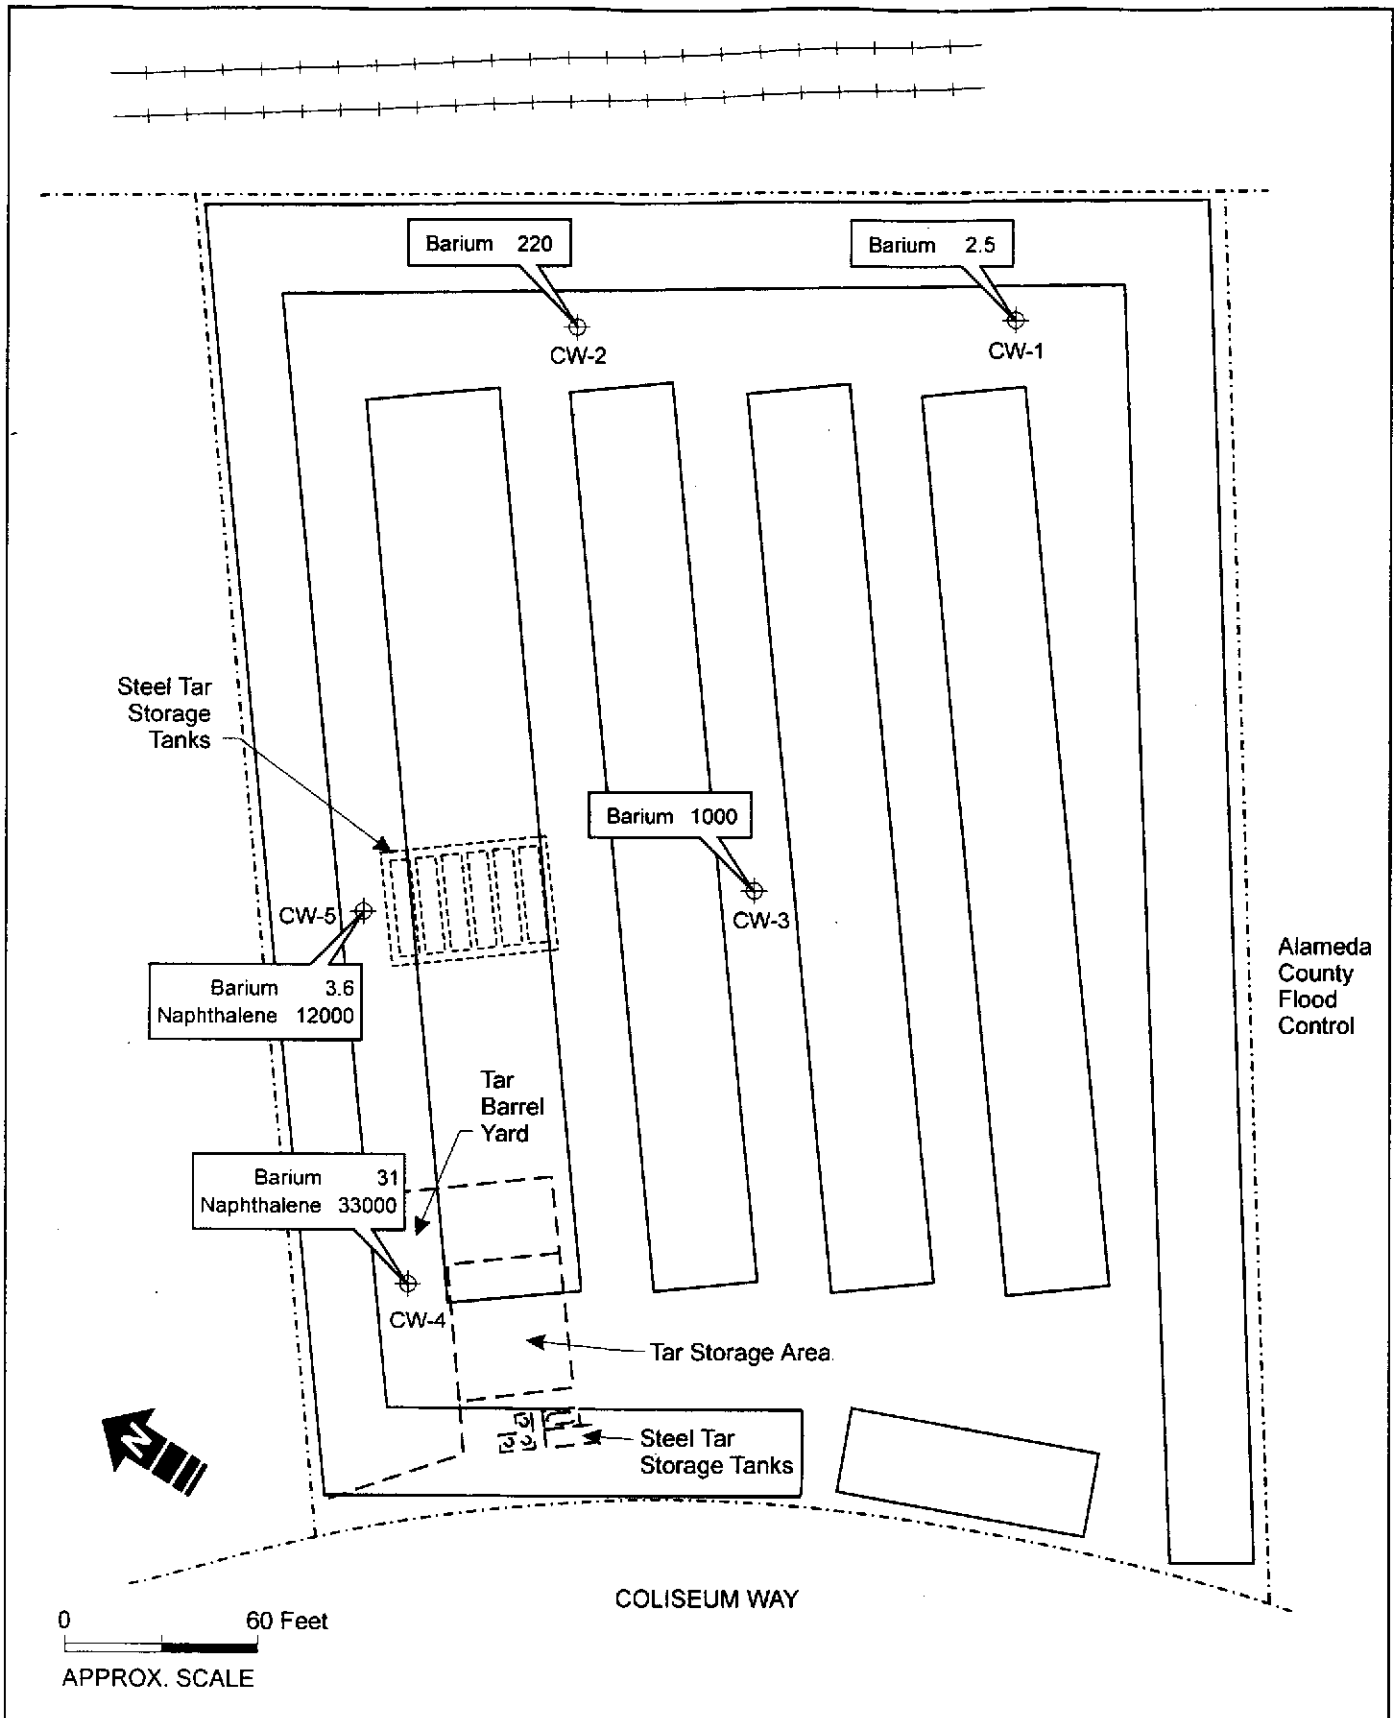 Barium 220
Barium 2.5
CW-2
CW-1
Steel Tar
Storage
Tanks
Barium 1000
CW-5
CW-3
Barium 3.6
Naphthalene 12000
Alameda
County
Flood
Control
Tar
Barrel
Yard
Barium 31
Naphthalene 33000
CW-4
Tar Storage Area
Steel Tar
Storage Tanks
N
COLISEUM WAY
0 60 Feet
APPROX. SCALE